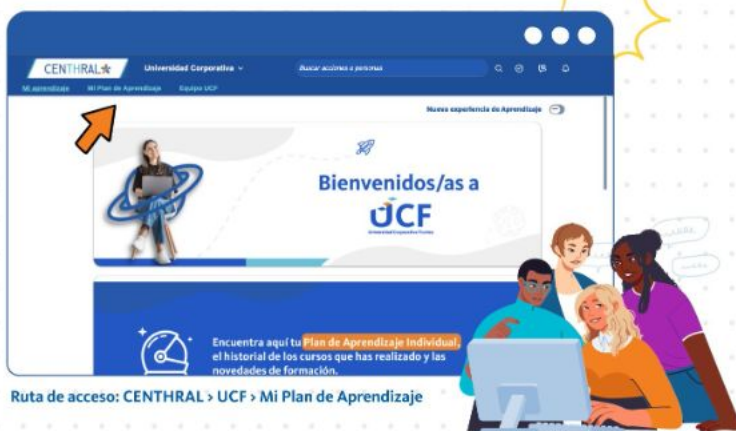 CENTHRAL
Universidad Corporativa
Buscar acciones o personas
Mi aprendizaje Mi Plan de Aprendizaje Equipo UCF
Nueva experiencia de Aprendizaje
Bienvenidos/as a
UCF
Encuentra aquí tu Plan de Aprendizaje Individual,
el historial de los cursos que has realizado y las
novedades de formación.
Ruta de acceso: CENTHRAL > UCF > Mi Plan de Aprendizaje